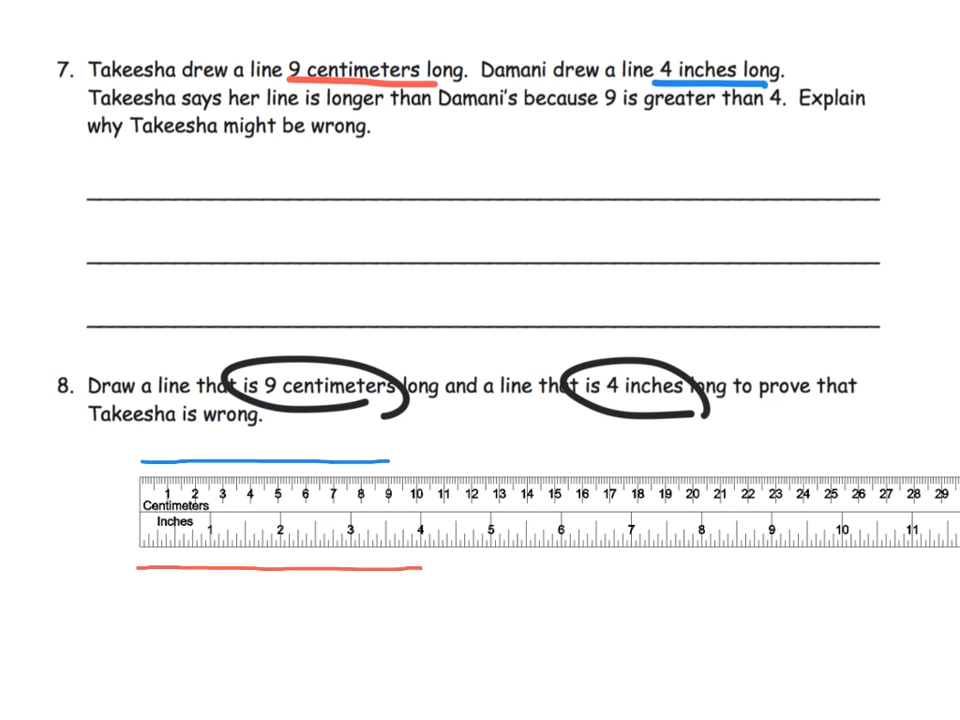 7. Takeesha drew a line 9 centimeters long. Damani drew a line 4 inches long.
Takeesha says her line is longer than Damani's because 9 is greater than 4. Explain
why Takeesha might be wrong.
8. Draw a line that is 9 centimeters long and a line that is 4 inches long to prove that
Takeesha is wrong.
1 2 3 4 5 6 7 8 9 10 11 12 13 14 15 16 17 18 19 20 21 22 23 24 25 26 27 28 29
Centimeters
Inches
1 2 3 4 5 6 7 8 9 10 11